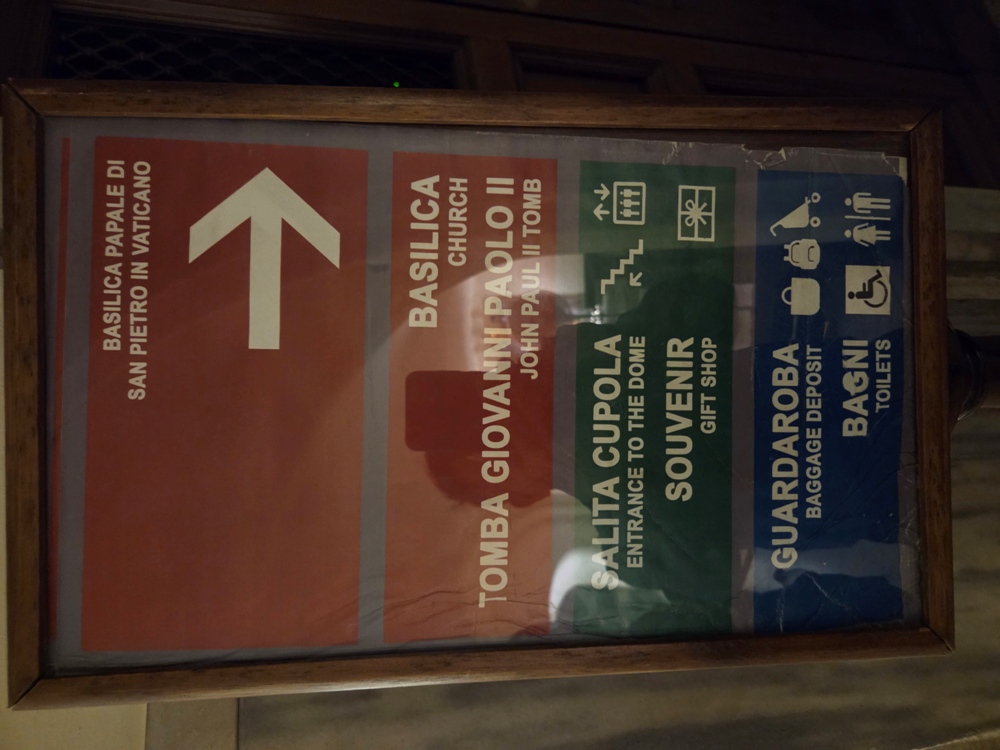 BASILICA PAPALE DI
SAN PIETRO IN VATICANO
BASILICA
CHURCH
TOMBA GIOVANNI PAOLO II
JOHN PAUL II TOMB
SALITA CUPOLA
ENTRANCE TO THE DOME
SOUVENIR
GIFT SHOP
GUARDAROBA
BAGGAGE DEPOSIT
BAGNI
TOILETS